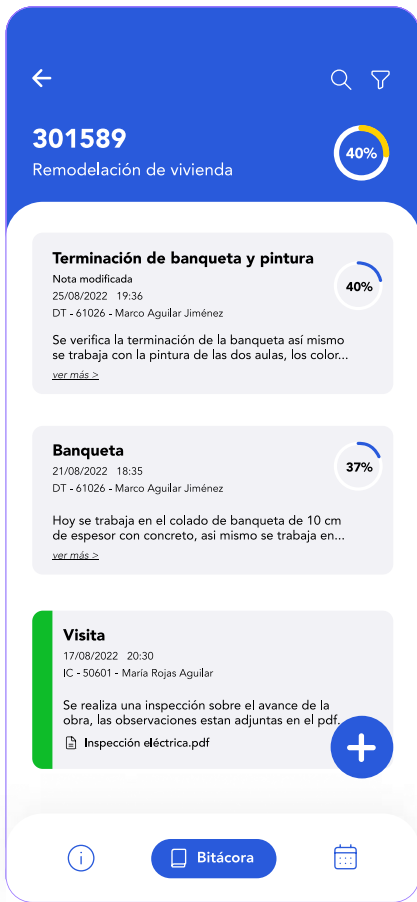 301589
Remodelación de vivienda
40%
Terminación de banqueta y pintura
Nota modificada
25/08/2022 19:36
DT - 61026 - Marco Aguilar Jiménez
40%
Se verifica la terminación de la banqueta así mismo
se trabaja con la pintura de las dos aulas, los color...
ver más >
Banqueta
21/08/2022 18:35
DT - 61026 - Marco Aguilar Jiménez
37%
Hoy se trabaja en el colado de banqueta de 10 cm
de espesor con concreto, asi mismo se trabaja en...
ver más >
Visita
17/08/2022 20:30
IC - 50601 - María Rojas Aguilar
Se realiza una inspección sobre el avance de la
obra, las observaciones estan adjuntas en el pdf.
Inspección eléctrica.pdf
Bitácora